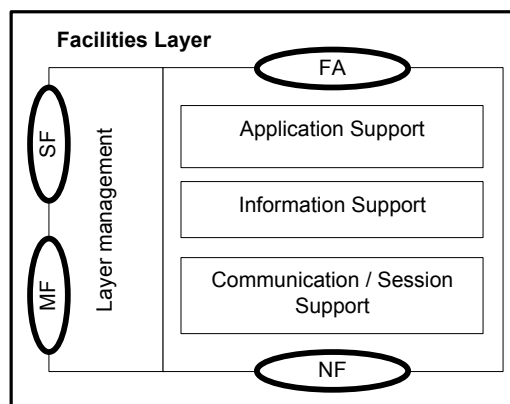 Facilities Layer
FA
SF
MF
Layer management
Application Support
Information Support
Communication / Session
Support
NF